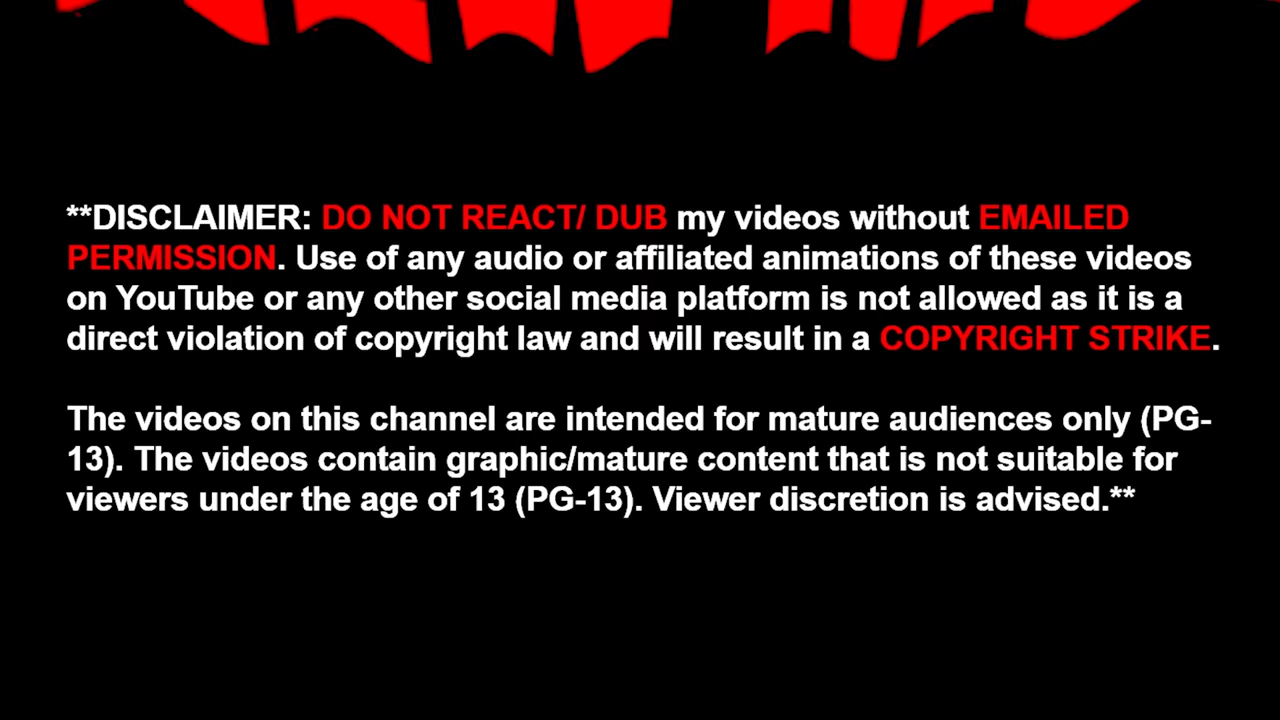 **DISCLAIMER: DO NOT REACT/ DUB my videos without EMAILED
PERMISSION. Use of any audio or affiliated animations of these videos
on YouTube or any other social media platform is not allowed as it is a
direct violation of copyright law and will result in a COPYRIGHT STRIKE.
The videos on this channel are intended for mature audiences only (PG-
13). The videos contain graphic/mature content that is not suitable for
viewers under the age of 13 (PG-13). Viewer discretion is advised.**